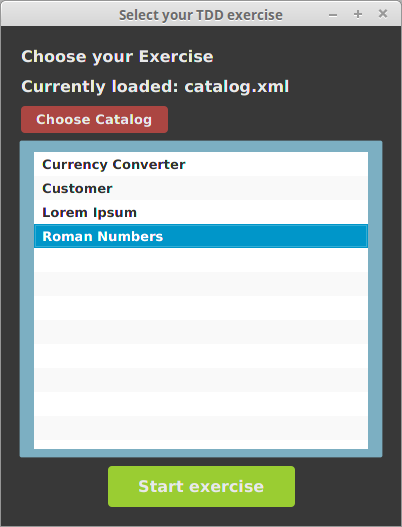 Select your TDD exercise
Choose your Exercise
Currently loaded: catalog.xml
Choose Catalog
Currency Converter
Customer
Lorem Ipsum
Roman Numbers
Start exercise